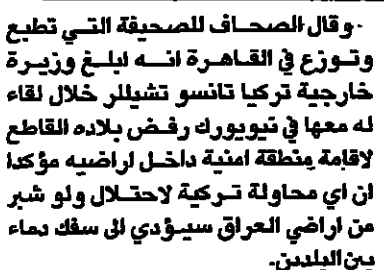 -وقال الصحاف للصحيفة التي تطبع
وتوزع في القاهرة انه ابلغ وزيرة
خارجية تركيا تانسو تشيللر خلال لقاء
له معها في نيويورك رفض بلاده القاطع
لاقامة منطقة امنية داخل اراضيه مؤكدا
ان اي محاولة تركية لاحتلال ولو شبر
من اراضي العراق سيؤدي الى سفك دماء
بين البلدين.